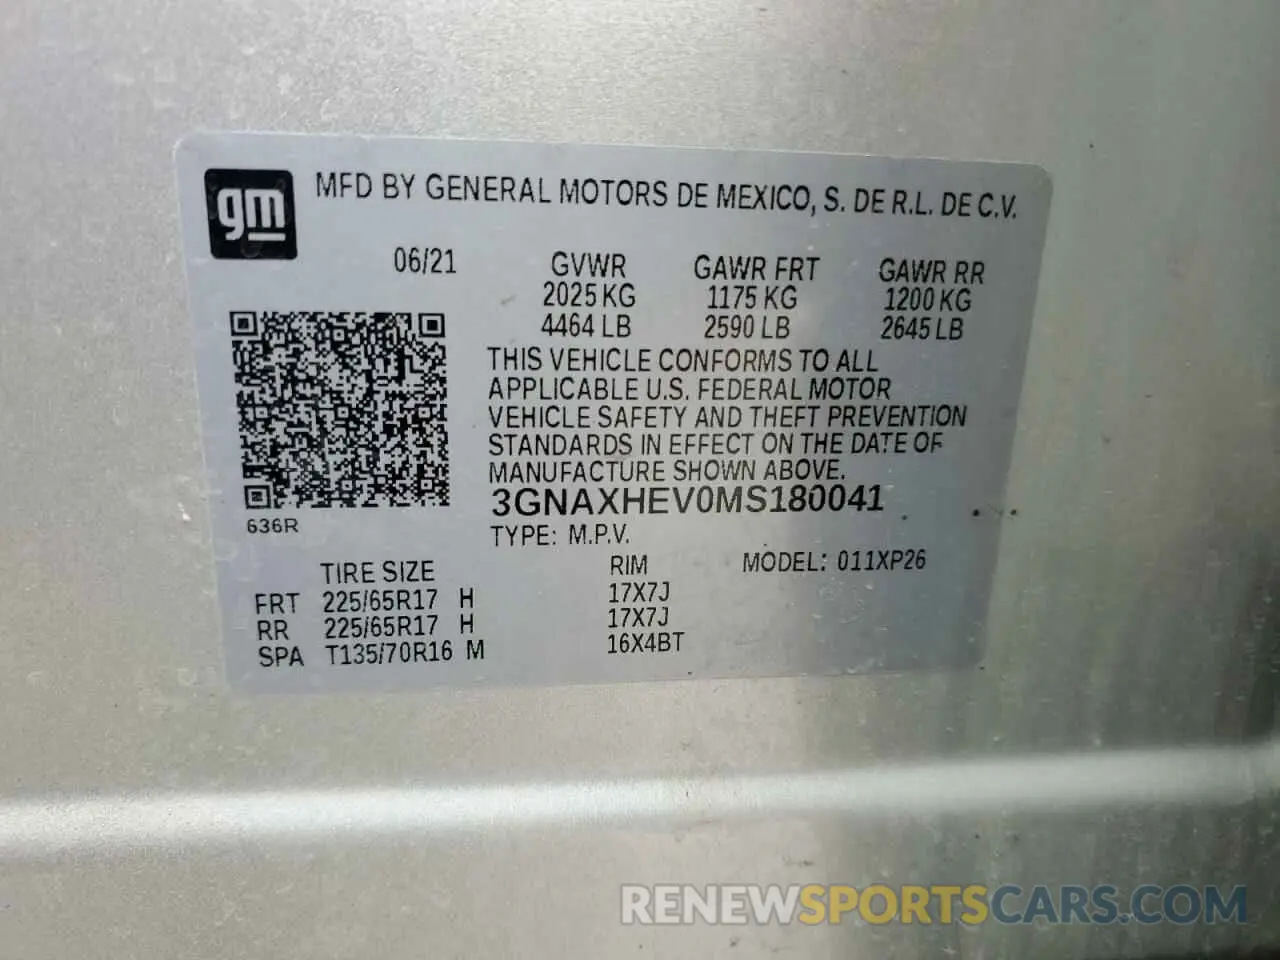 gm
MFD BY GENERAL MOTORS DE MEXICO, S. DE R.L. DE C.V.
06/21 GVWR GAWR FRT GAWR RR
2025 KG 1175 KG 1200 KG
4464 LB 2590 LB 2645 LB
THIS VEHICLE CONFORMS TO ALL
APPLICABLE U.S. FEDERAL MOTOR
VEHICLE SAFETY AND THEFT PREVENTION
STANDARDS IN EFFECT ON THE DATE OF
MANUFACTURE SHOWN ABOVE.
3GNAXHEV0MS180041
636R
TYPE: M.P.V.
TIRE SIZE RIM MODEL: 011XP26
FRT 225/65R17 H 17X7J
RR 225/65R17 H 17X7J
SPA T135/70R16 M 16X4BT
RENEWSPORTSCARS.COM